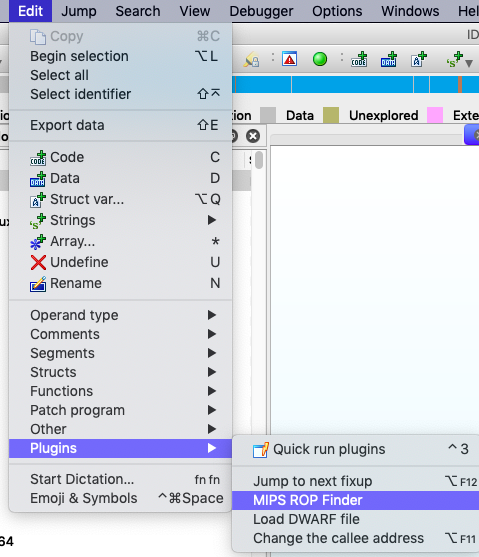 Edit Jump Search View Debugger Options Windows Hel
ID
Copy ⌘C
Begin selection ⌥L
Select all
Select identifier ⇧⌅
Export data ⇧E
Code C
Data D
Struct var... ⌥Q
Strings
Array... *
Undefine U
Rename N
Operand type
Comments
Segments
Structs
Functions
Patch program
Other
Plugins
Start Dictation... fn fn
Emoji & Symbols ^⌘Space
tion Data Unexplored Exte
Quick run plugins ^3
Jump to next fixup ⌥F12
MIPS ROP Finder
Load DWARF file
Change the callee address ⌥F11
64